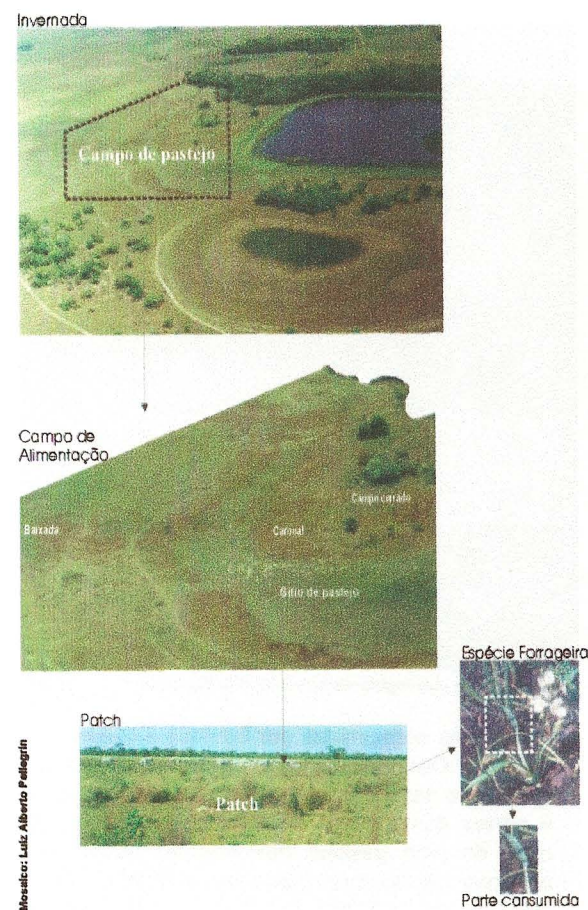 Invernada
Campo de pastejo
Campo de
Alimentação
Campo cerrado
Baixada
Caronal
Sítio de pastejo
Espécie Forrageira
Patch
Patch
Parte consumida
Mosaico: Luiz Alberto Pellegrin